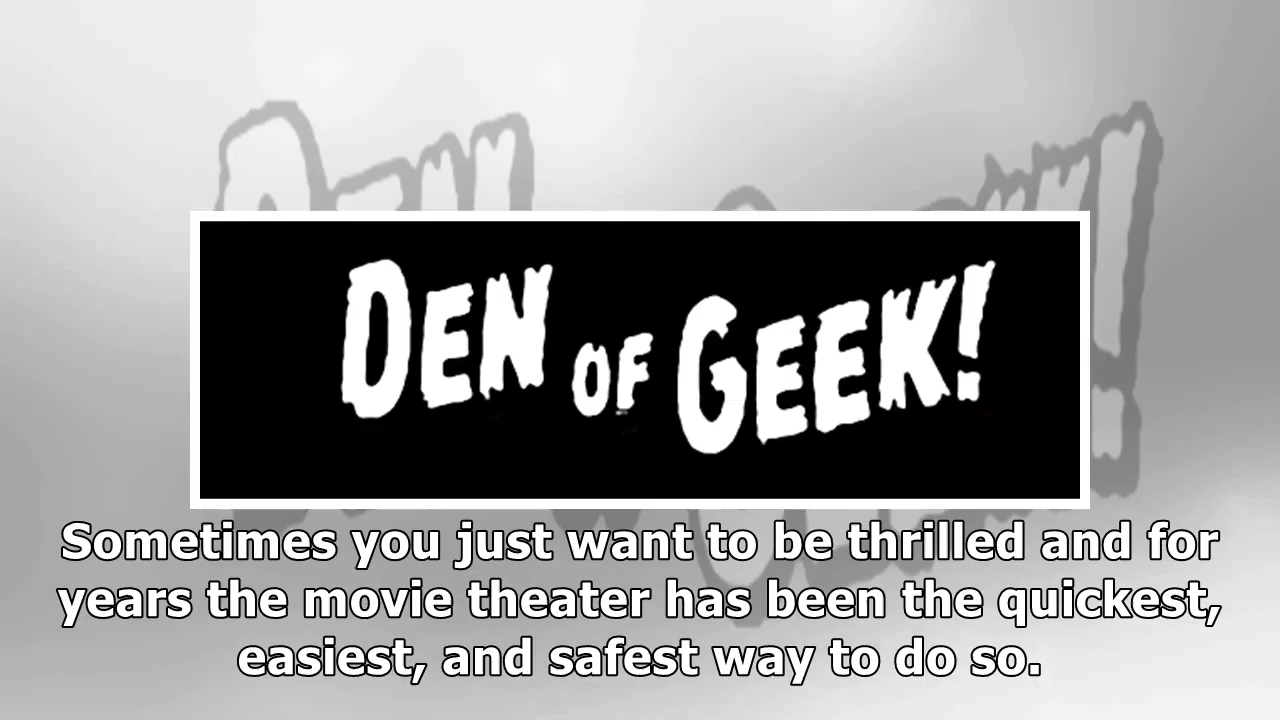 DEN OF GEEK!
Sometimes you just want to be thrilled and for
years the movie theater has been the quickest,
easiest, and safest way to do so.